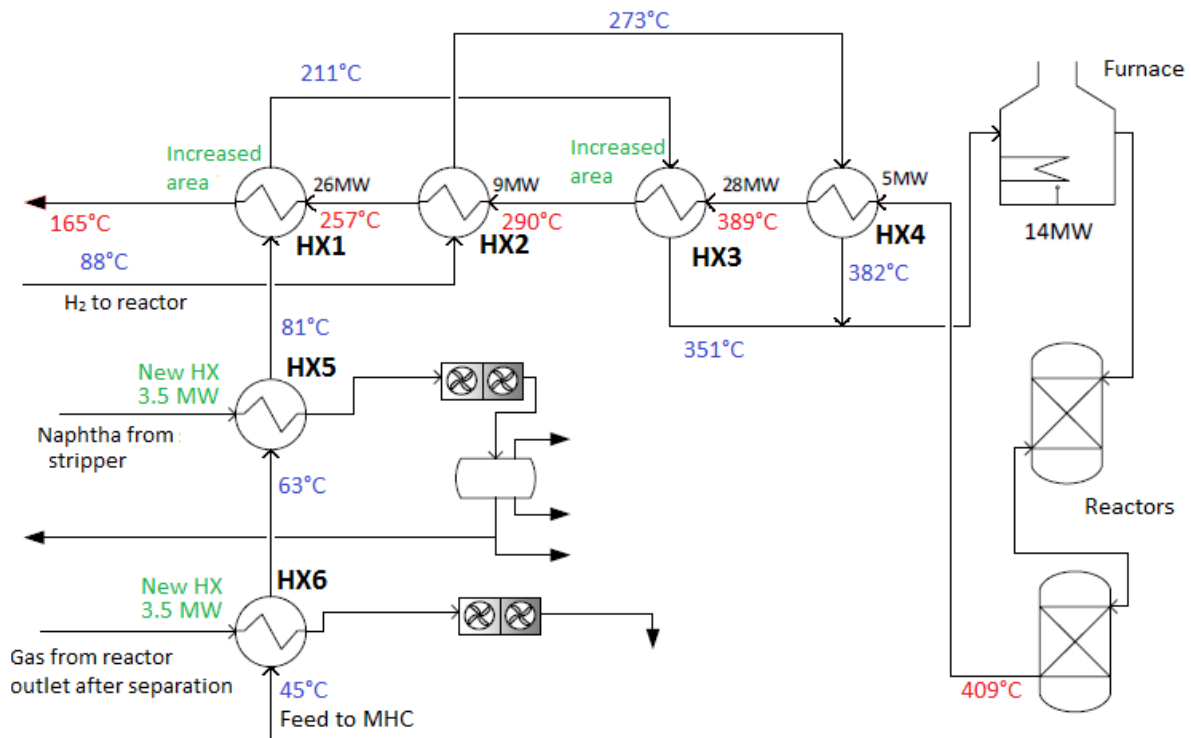 273°C
211°C
Furnace
Increased
area
26MW
9MW
Increased
area
28MW
5MW
165°C
257°C
290°C
389°C
HX1
HX2
HX3
HX4
14MW
88°C
382°C
H₂ to reactor
81°C
351°C
New HX
3.5 MW
HX5
Naphtha from
stripper
63°C
Reactors
New HX
3.5 MW
HX6
Gas from reactor
outlet after separation
45°C
409°C
Feed to MHC